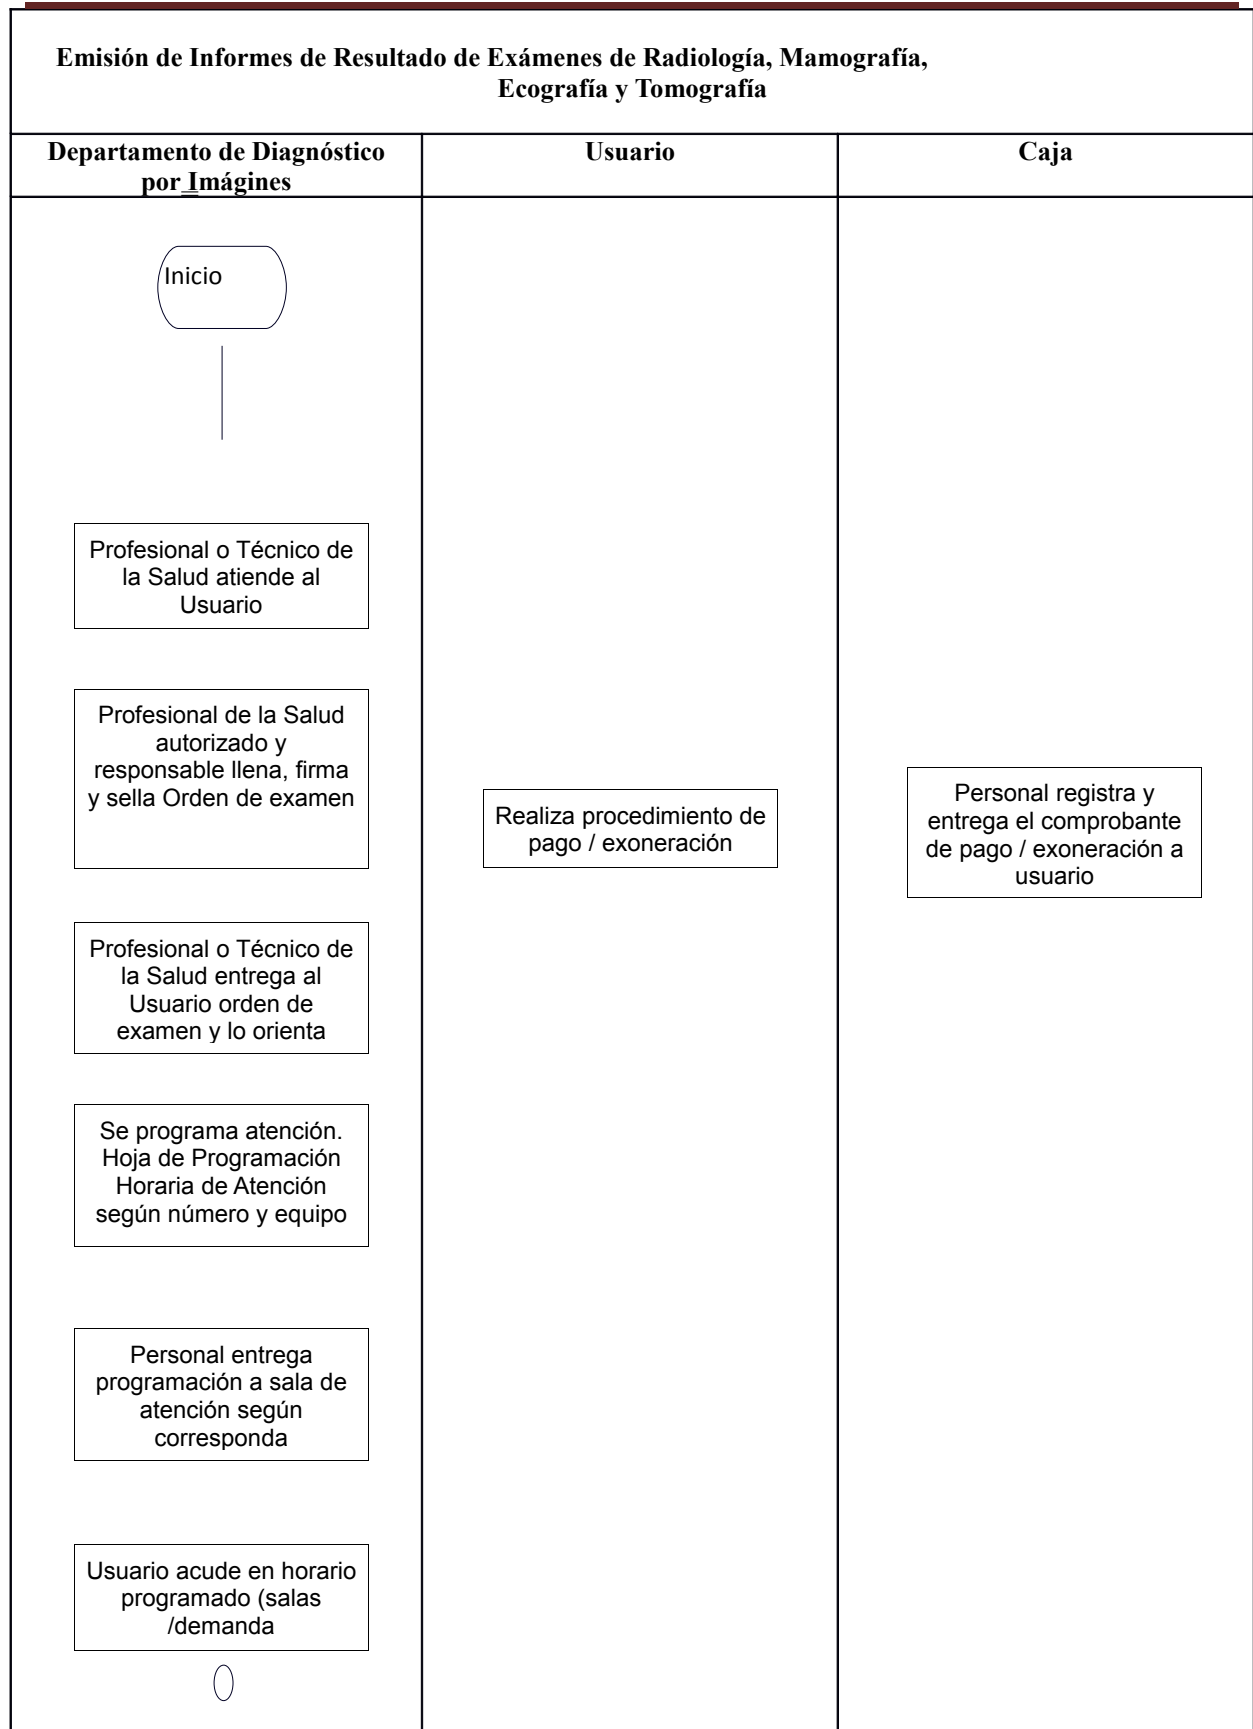 Emisión de Informes de Resultado de Exámenes de Radiología, Mamografía,
Ecografía y Tomografía
Departamento de Diagnóstico
por Imágines
Usuario
Caja
Inicio
Profesional o Técnico de
la Salud atiende al
Usuario
Profesional de la Salud
autorizado y
responsable llena, firma
y sella Orden de examen
Realiza procedimiento de
pago / exoneración
Personal registra y
entrega el comprobante
de pago / exoneración a
usuario
Profesional o Técnico de
la Salud entrega al
Usuario orden de
examen y lo orienta
Se programa atención.
Hoja de Programación
Horaria de Atención
según número y equipo
Personal entrega
programación a sala de
atención según
corresponda
Usuario acude en horario
programado (salas
/demanda